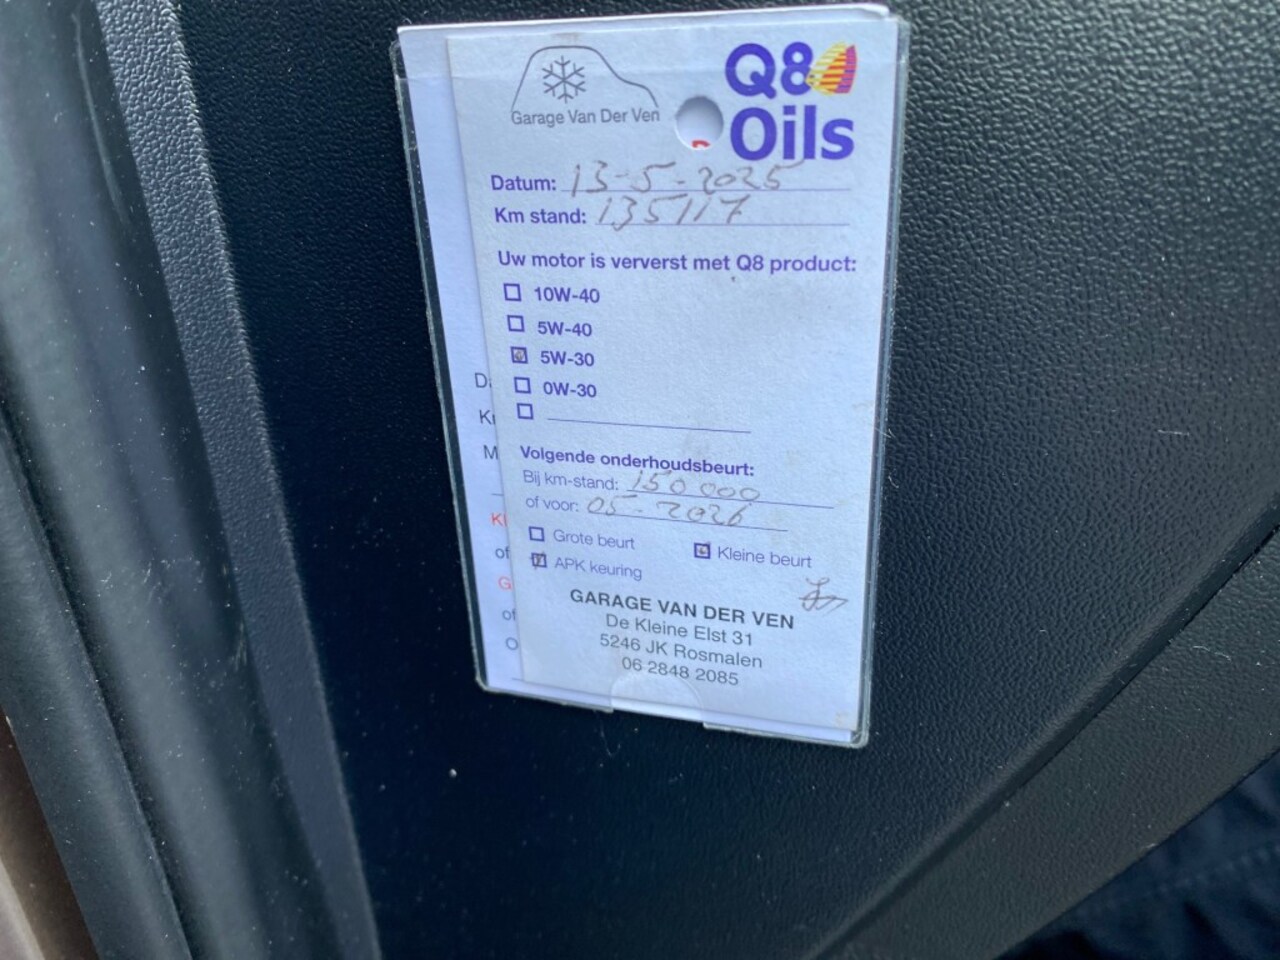 Garage Van Der Ven
Q8
Oils
Datum: 13-5-2025
Km stand: 135117
Uw motor is ververst met Q8 product:
10W-40
5W-40
5W-30
0W-30
Volgende onderhoudsbeurt:
Bij km-stand: 150 000
of voor: 05-2026
Grote beurt
Kleine beurt
APK keuring
GARAGE VAN DER VEN
De Kleine Elst 31
5246 JK Rosmalen
06 2848 2085
of
of